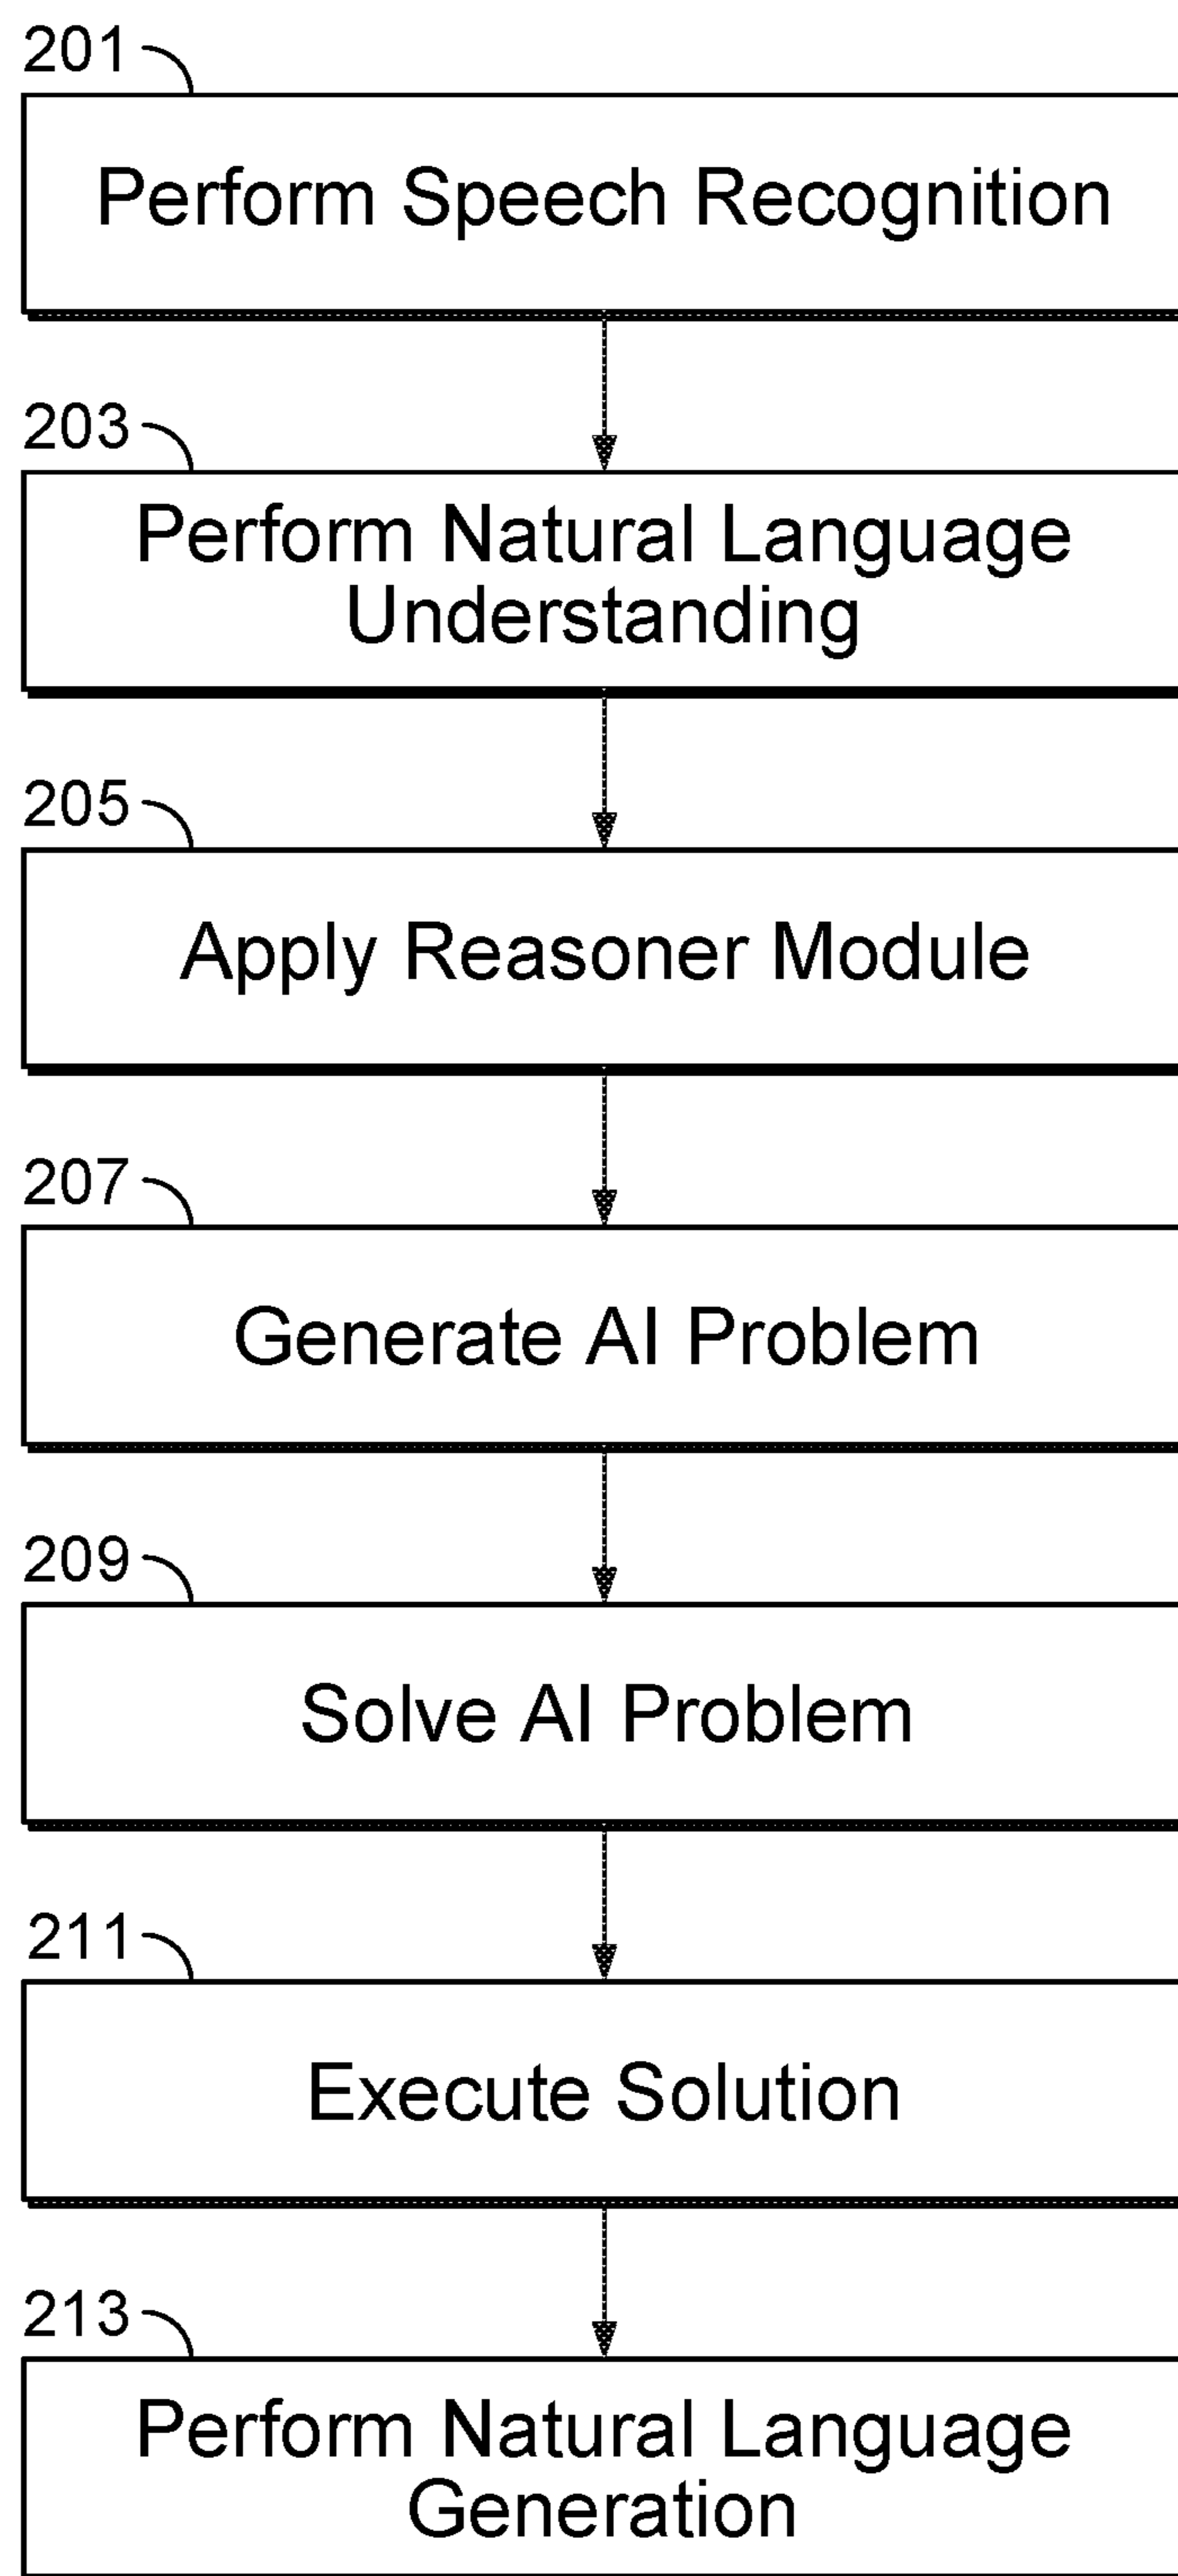 201
Perform Speech Recognition
203
Perform Natural Language
Understanding
205
Apply Reasoner Module
207
Generate AI Problem
209
Solve AI Problem
211
Execute Solution
213
Perform Natural Language
Generation